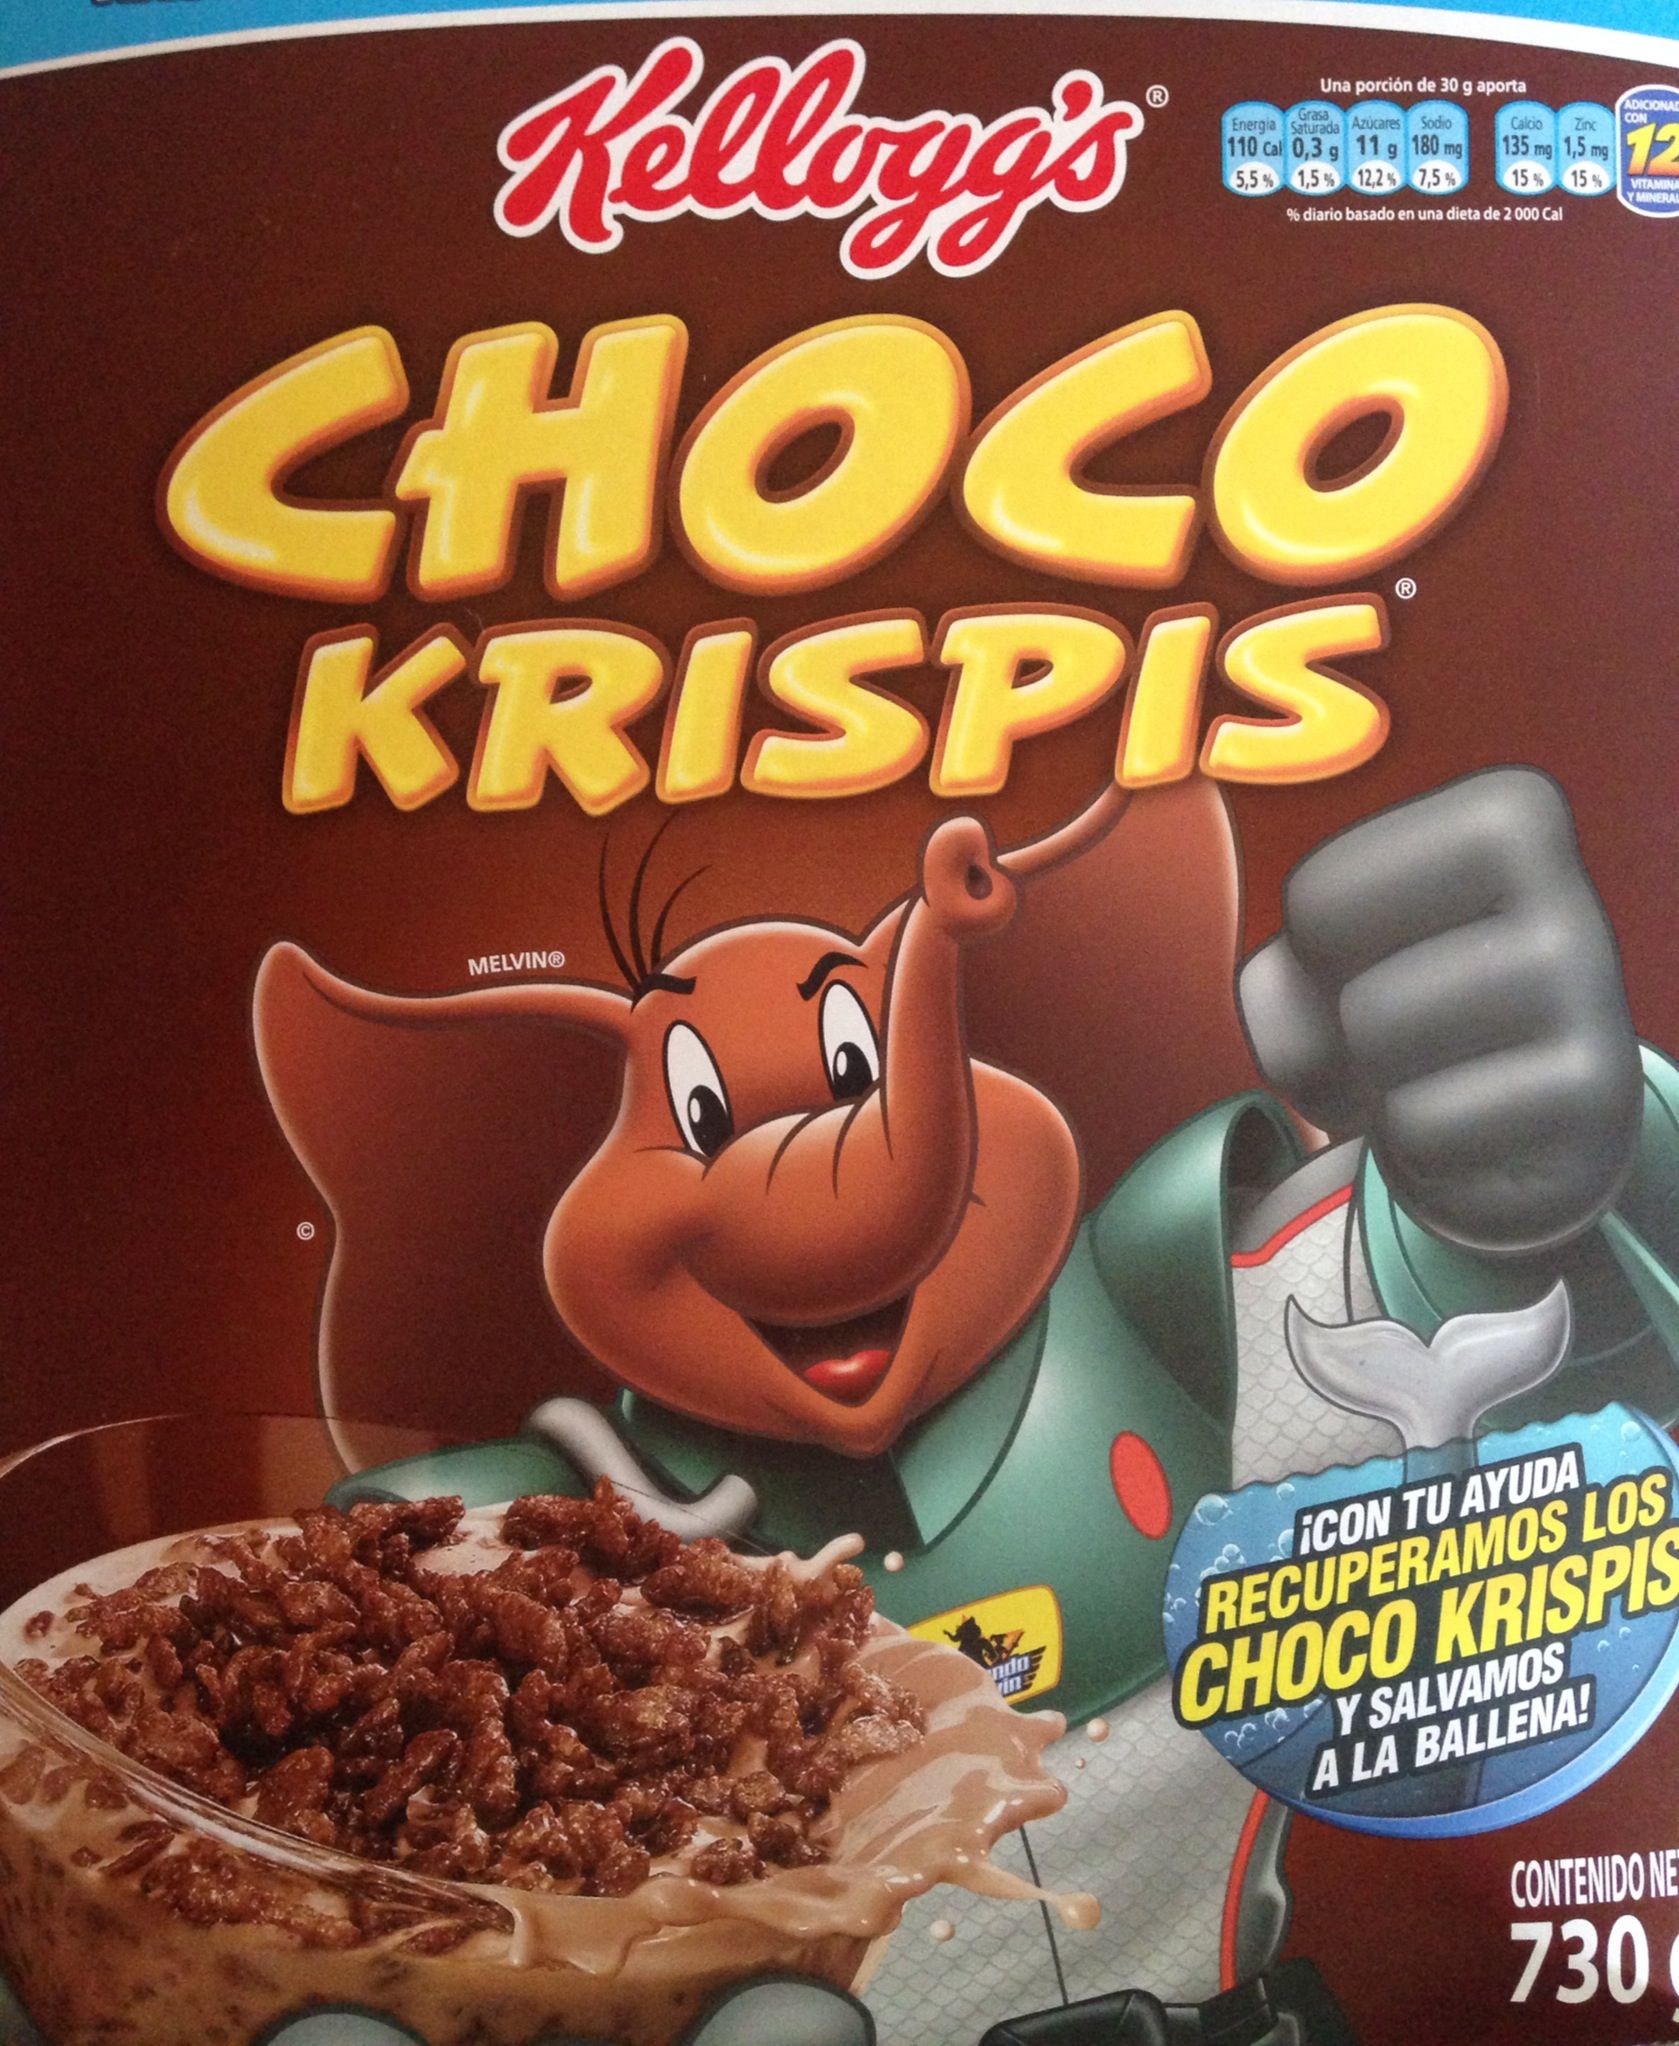 Kellogg's®
Una porción de 30 g aporta
Energía 110 Cal 5,5 %
Grasa Saturada 0,3 g 1,5 %
Azúcares 11 g 12,2 %
Sodio 180 mg 7,5 %
Calcio 135 mg 15 %
Zinc 1,5 mg 15 %
% diario basado en una dieta de 2 000 Cal
CON
12
CHOCO
KRISPIS®
MELVIN®
©
¡CON TU AYUDA
RECUPERAMOS LOS
CHOCO KRISPIS
Y SALVAMOS
A LA BALLENA!
CONTENIDO
730